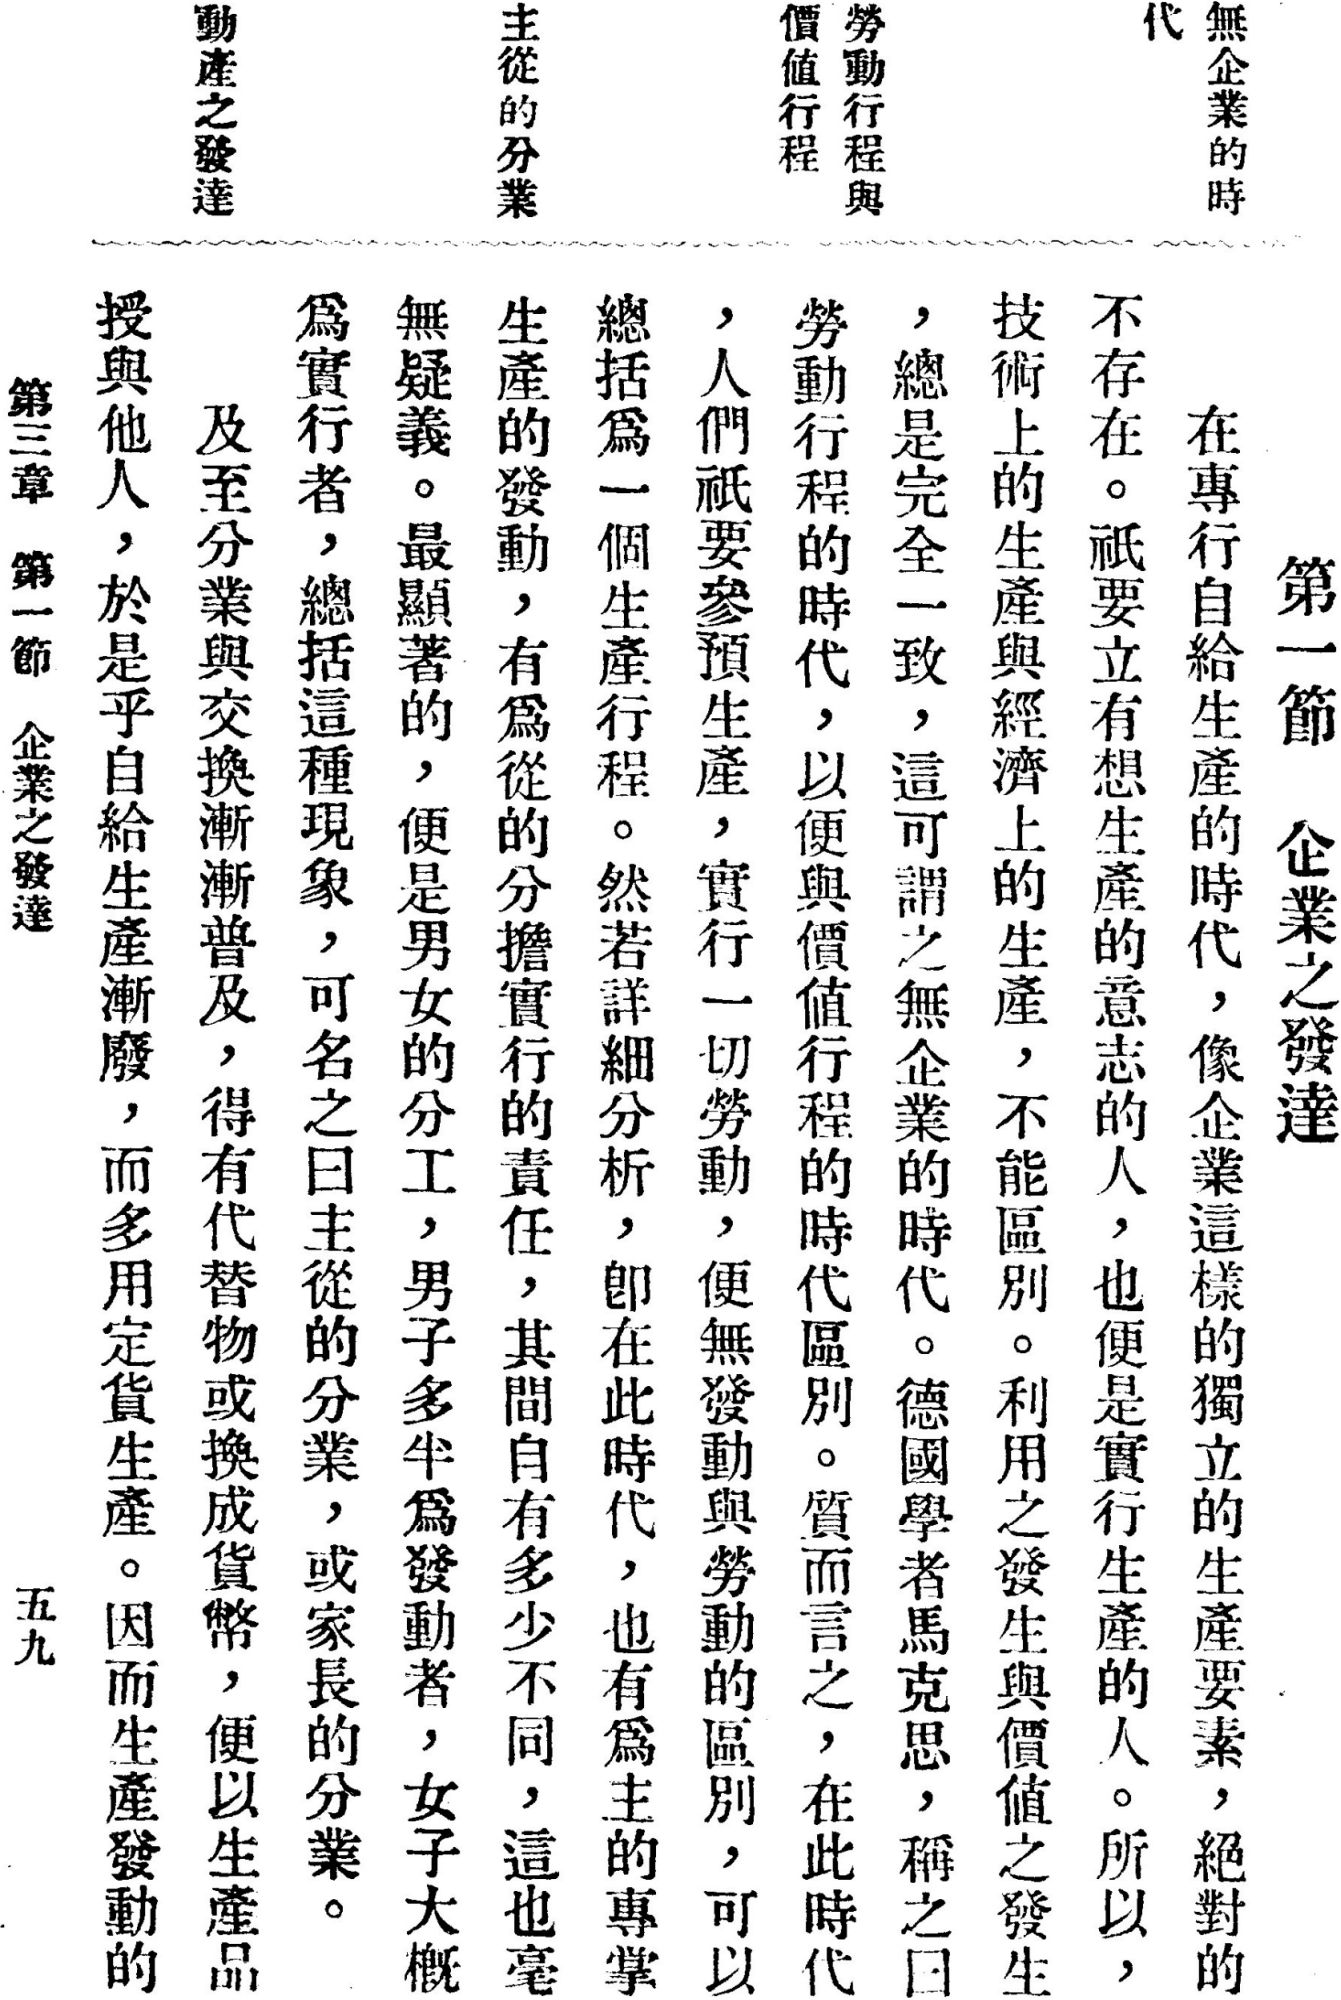 第一節　企業之發達
無企業的時
代
勞動行程與
價值行程
主從的分業
動產之發達
在專行自給生產的時代，像企業這樣的獨立的生產要素，絕對的
不存在。祇要立有想生產的意志的人，也便是實行生產的人。所以，
技術上的生產與經濟上的生產，不能區別。利用之發生與價值之發生
，總是完全一致，這可謂之無企業的時代。德國學者馬克思，稱之曰
勞動行程的時代，以便與價值行程的時代區別。質而言之，在此時代
，人們祇要參預生產，實行一切勞動，便無發動與勞動的區別，可以
總括爲一個生產行程。然若詳細分析，卽在此時代，也有爲主的專掌
生產的發動，有爲從的分擔實行的責任，其間自有多少不同，這也毫
無疑義。最顯著的，便是男女的分工，男子多半爲發動者，女子大概
爲實行者，總括這種現象，可名之曰主從的分業，或家長的分業。
及至分業與交換漸漸普及，得有代替物或換成貨幣，便以生產品
授與他人，於是乎自給生產漸廢，而多用定貨生產。因而生產發動的
第三章　第一節　企業之發達　五九